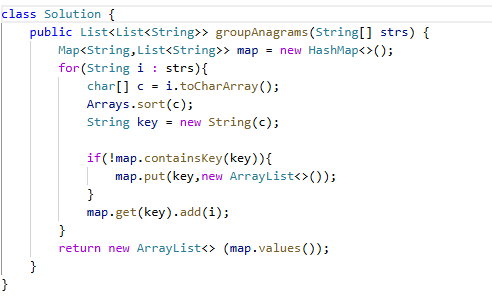 class Solution {
    public List<List<String>> groupAnagrams(String[] strs) {
        Map<String,List<String>> map = new HashMap<>();
        for(String i : strs){
            char[] c = i.toCharArray();
            Arrays.sort(c);
            String key = new String(c);

            if(!map.containsKey(key)){
                map.put(key,new ArrayList<>());
            }
            map.get(key).add(i);
        }
        return new ArrayList<> (map.values());
    }
}